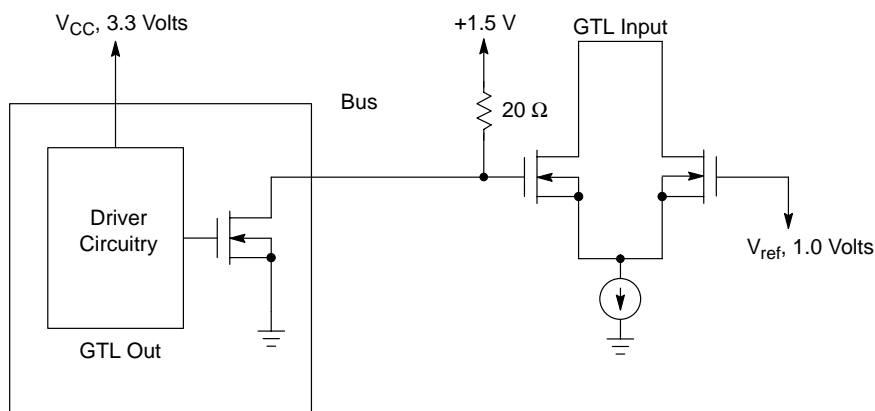 V_CC, 3.3 Volts
+1.5 V
GTL Input
Bus
20 Ω
Driver
Circuitry
V_ref, 1.0 Volts
GTL Out